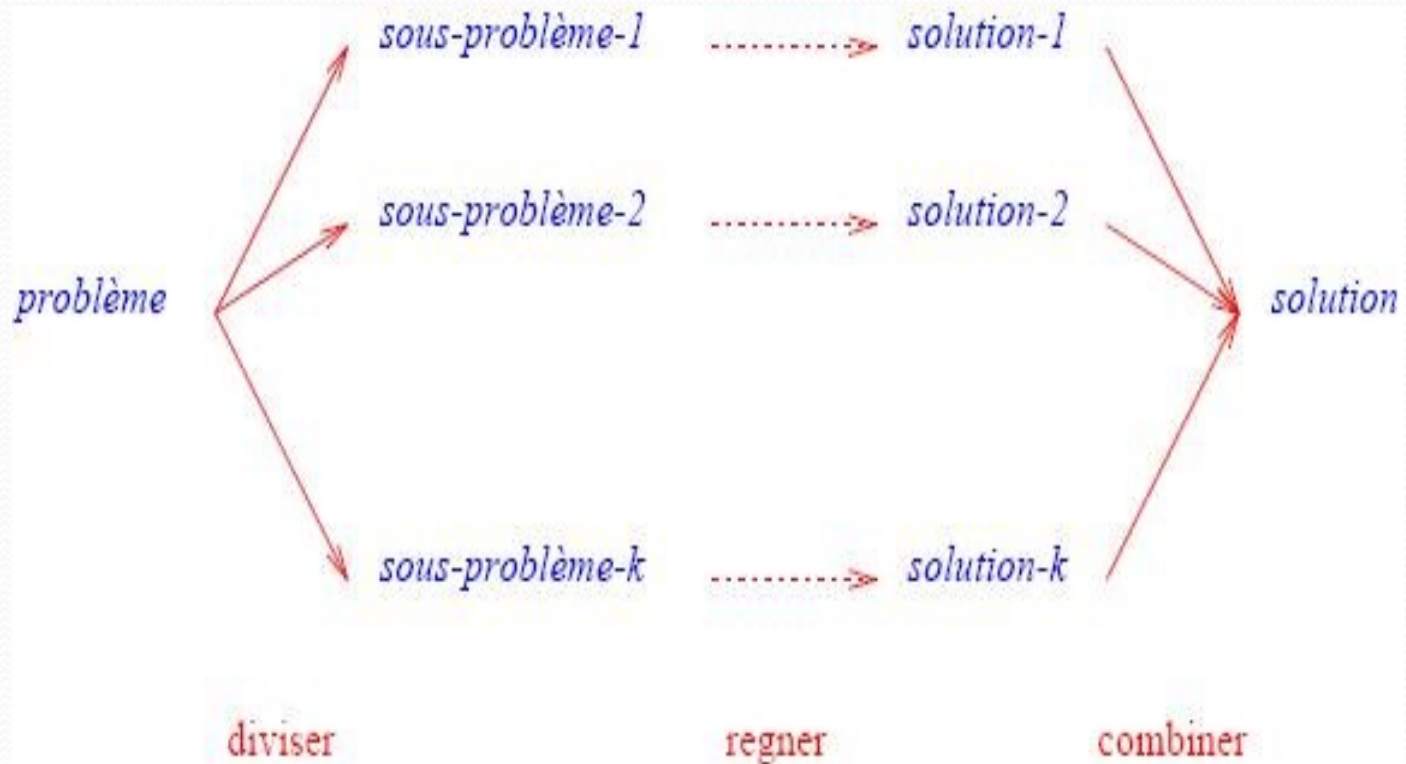 sous-problème-1 solution-1
sous-problème-2 solution-2
problème solution
sous-problème-k solution-k
diviser regner combiner